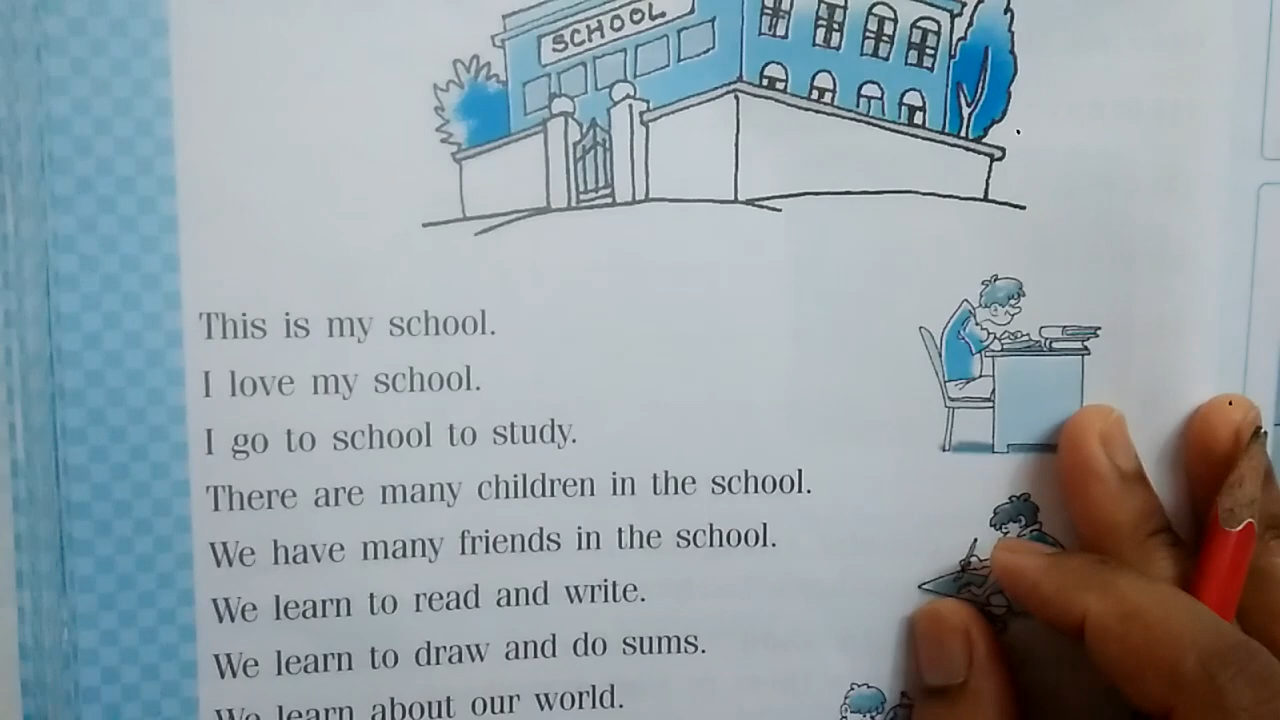 SCHOOL
This is my school.
I love my school.
I go to school to study.
There are many children in the school.
We have many friends in the school.
We learn to read and write.
We learn to draw and do sums.
We learn about our world.